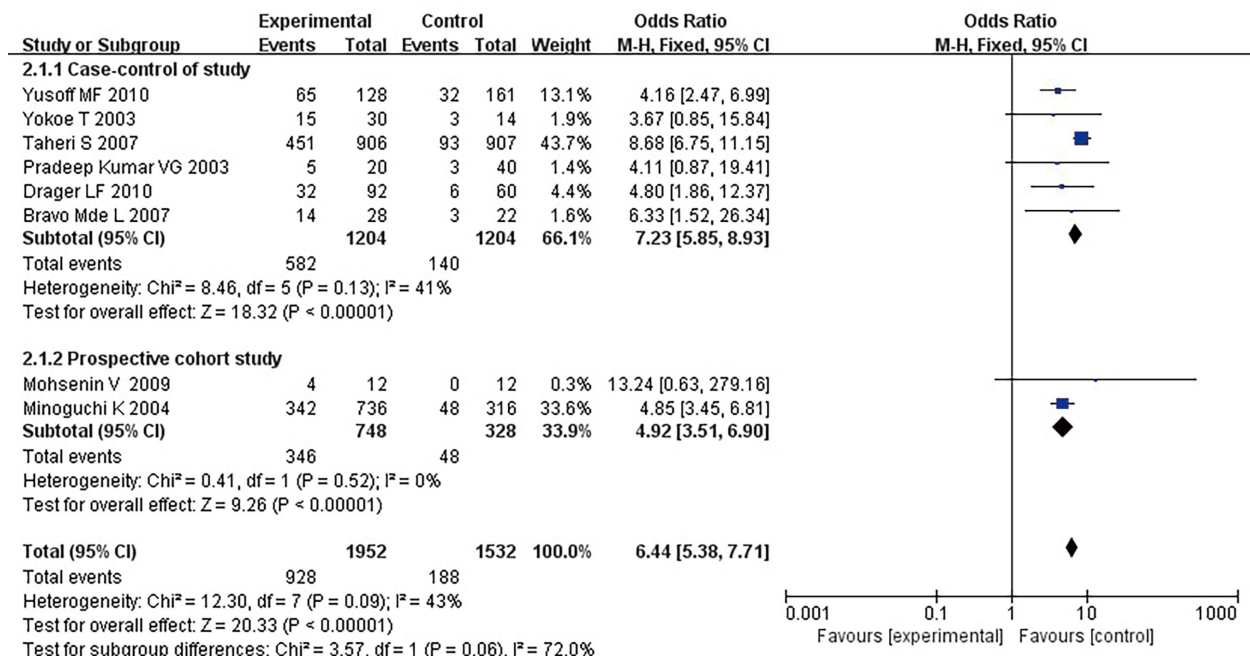 Experimental Control Odds Ratio Odds Ratio
Study or Subgroup Events Total Events Total Weight M-H, Fixed, 95% CI M-H, Fixed, 95% CI
2.1.1 Case-control of study
Yusoff MF 2010 65 128 32 161 13.1% 4.16 [2.47, 6.99]
Yokoe T 2003 15 30 3 14 1.9% 3.67 [0.85, 15.84]
Taheri S 2007 451 906 93 907 43.7% 8.68 [6.75, 11.15]
Pradeep Kumar VG 2003 5 20 3 40 1.4% 4.11 [0.87, 19.41]
Drager LF 2010 32 92 6 60 4.4% 4.80 [1.86, 12.37]
Bravo Mde L 2007 14 28 3 22 1.6% 6.33 [1.52, 26.34]
Subtotal (95% CI) 1204 1204 66.1% 7.23 [5.85, 8.93]
Total events 582 140
Heterogeneity: Chi² = 8.46, df = 5 (P = 0.13); I² = 41%
Test for overall effect: Z = 18.32 (P < 0.00001)
2.1.2 Prospective cohort study
Mohsenin V 2009 4 12 0 12 0.3% 13.24 [0.63, 279.16]
Minoguchi K 2004 342 736 48 316 33.6% 4.85 [3.45, 6.81]
Subtotal (95% CI) 748 328 33.9% 4.92 [3.51, 6.90]
Total events 346 48
Heterogeneity: Chi² = 0.41, df = 1 (P = 0.52); I² = 0%
Test for overall effect: Z = 9.26 (P < 0.00001)
Total (95% CI) 1952 1532 100.0% 6.44 [5.38, 7.71]
Total events 928 188
Heterogeneity: Chi² = 12.30, df = 7 (P = 0.09); I² = 43%
Test for overall effect: Z = 20.33 (P < 0.00001)
Test for subgroup differences: Chi² = 3.57, df = 1 (P = 0.06), I² = 72.0%
0.001 0.1 1 10 1000
Favours [experimental] Favours [control]